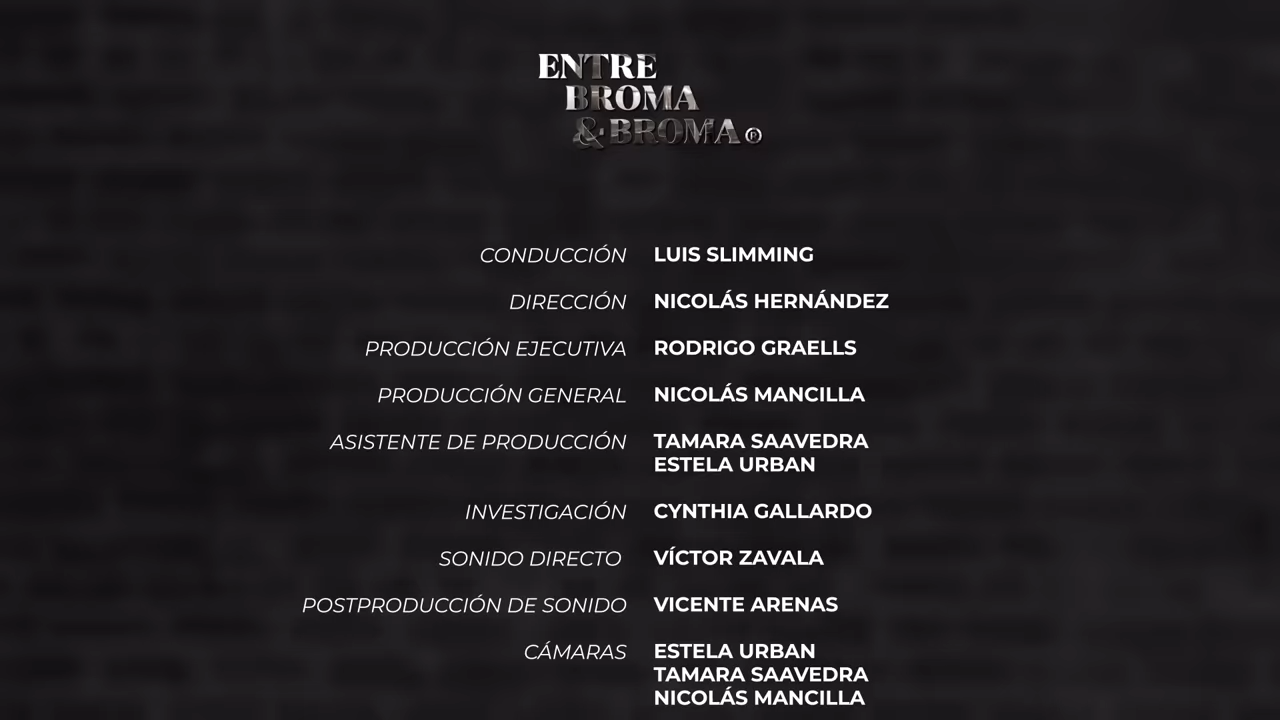 ENTRE
BROMA
& BROMA.
CONDUCCIÓN LUIS SLIMMING
DIRECCIÓN NICOLÁS HERNÁNDEZ
PRODUCCIÓN EJECUTIVA RODRIGO GRAELLS
PRODUCCIÓN GENERAL NICOLÁS MANCILLA
ASISTENTE DE PRODUCCIÓN TAMARA SAAVEDRA
ESTELA URBAN
INVESTIGACIÓN CYNTHIA GALLARDO
SONIDO DIRECTO VÍCTOR ZAVALA
POSTPRODUCCIÓN DE SONIDO VICENTE ARENAS
CÁMARAS ESTELA URBAN
TAMARA SAAVEDRA
NICOLÁS MANCILLA